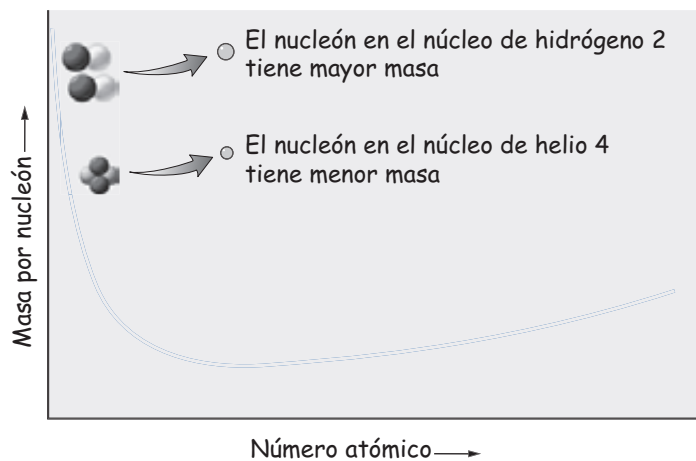 El nucleón en el núcleo de hidrógeno 2
tiene mayor masa
El nucleón en el núcleo de helio 4
tiene menor masa
Masa por nucleón
Número atómico